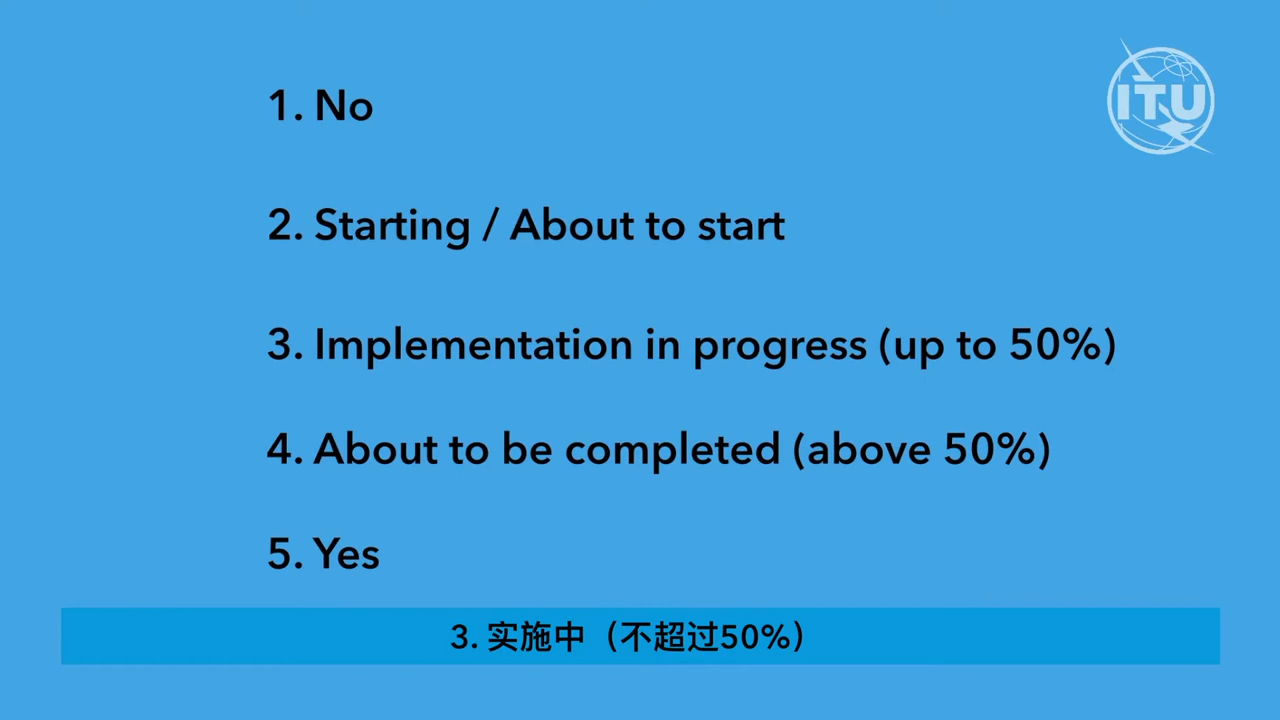 ITU
1. No
2. Starting / About to start
3. Implementation in progress (up to 50%)
4. About to be completed (above 50%)
5. Yes
3. 实施中（不超过50%）